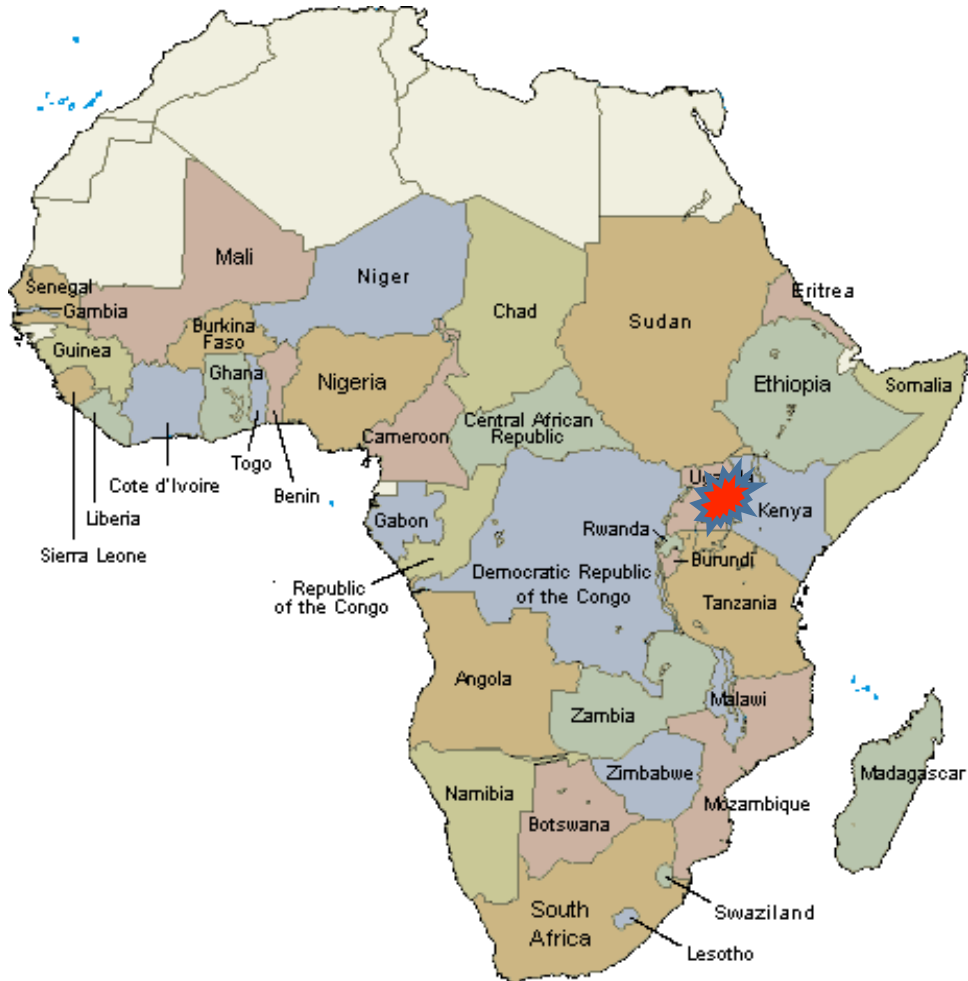 Mali
Niger
Senegal
Gambia
Chad
Eritrea
Sudan
Burkina
Faso
Guinea
Ghana
Nigeria
Ethiopia
Somalia
Central African
Republic
Cameroon
Togo
Benin
Cote d'Ivoire
Liberia
Sierra Leone
Kenya
Gabon
Rwanda
Burundi
Republic
of the Congo
Democratic Republic
of the Congo
Tanzania
Angola
Malawi
Zambia
Madagascar
Zimbabwe
Namibia
Mozambique
Botswana
South
Africa
Swaziland
Lesotho